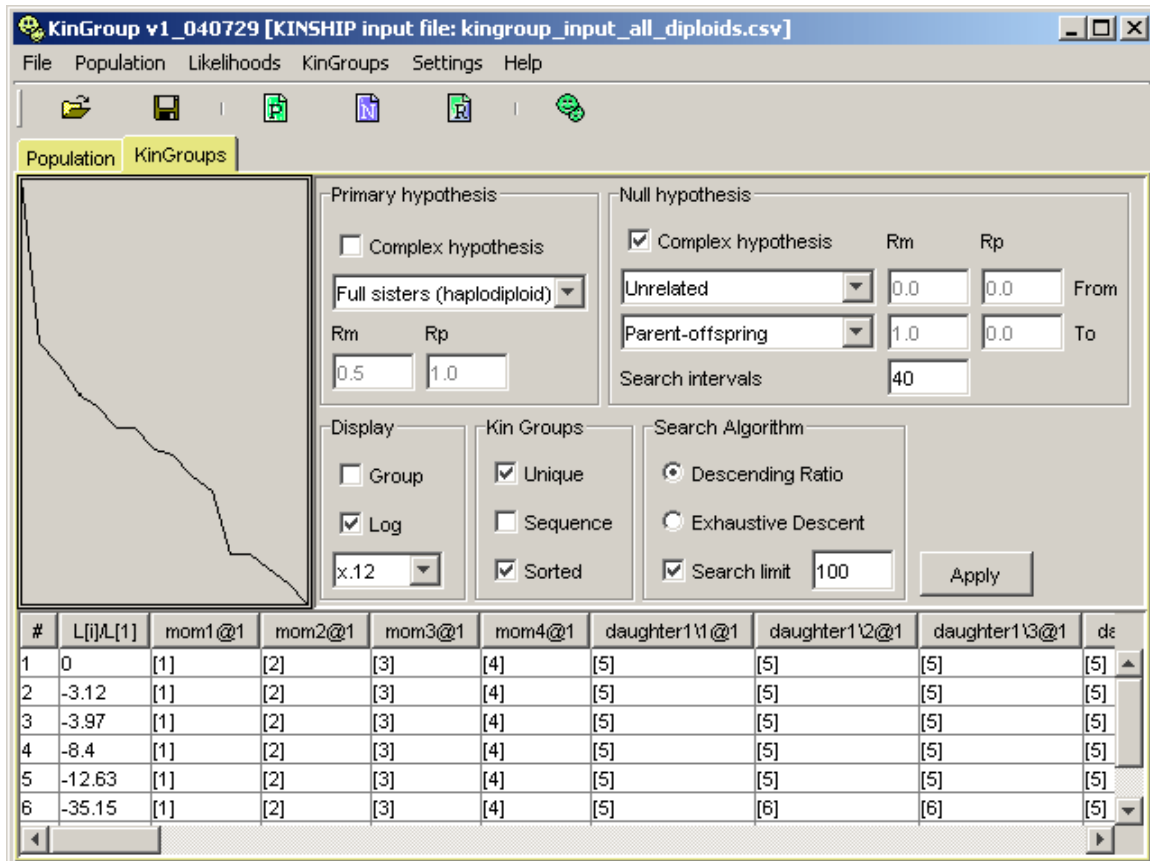 KinGroup v1_040729 [KINSHIP input file: kingroup_input_all_diploids.csv]
File Population Likelihoods KinGroups Settings Help
P N R
Population KinGroups
Primary hypothesis
Complex hypothesis
Full sisters (haplodiploid)
Rm Rp
0.5 1.0
Null hypothesis
Complex hypothesis Rm Rp
Unrelated 0.0 0.0 From
Parent-offspring 1.0 0.0 To
Search intervals 40
Display
Group
Log
x.12
Kin Groups
Unique
Sequence
Sorted
Search Algorithm
Descending Ratio
Exhaustive Descent
Search limit 100
Apply
# L[i]/L[1] mom1@1 mom2@1 mom3@1 mom4@1 daughter1\1@1 daughter1\2@1 daughter1\3@1 da
1 0 [1] [2] [3] [4] [5] [5] [5] [5]
2 -3.12 [1] [2] [3] [4] [5] [5] [5] [5]
3 -3.97 [1] [2] [3] [4] [5] [5] [5] [5]
4 -8.4 [1] [2] [3] [4] [5] [5] [5] [5]
5 -12.63 [1] [2] [3] [4] [5] [5] [5] [5]
6 -35.15 [1] [2] [3] [4] [5] [6] [6] [5]